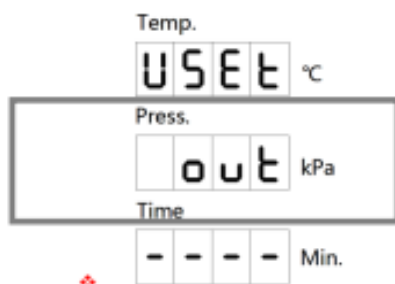 Temp.
USEt ℃
Press.
out kPa
Time
---- Min.